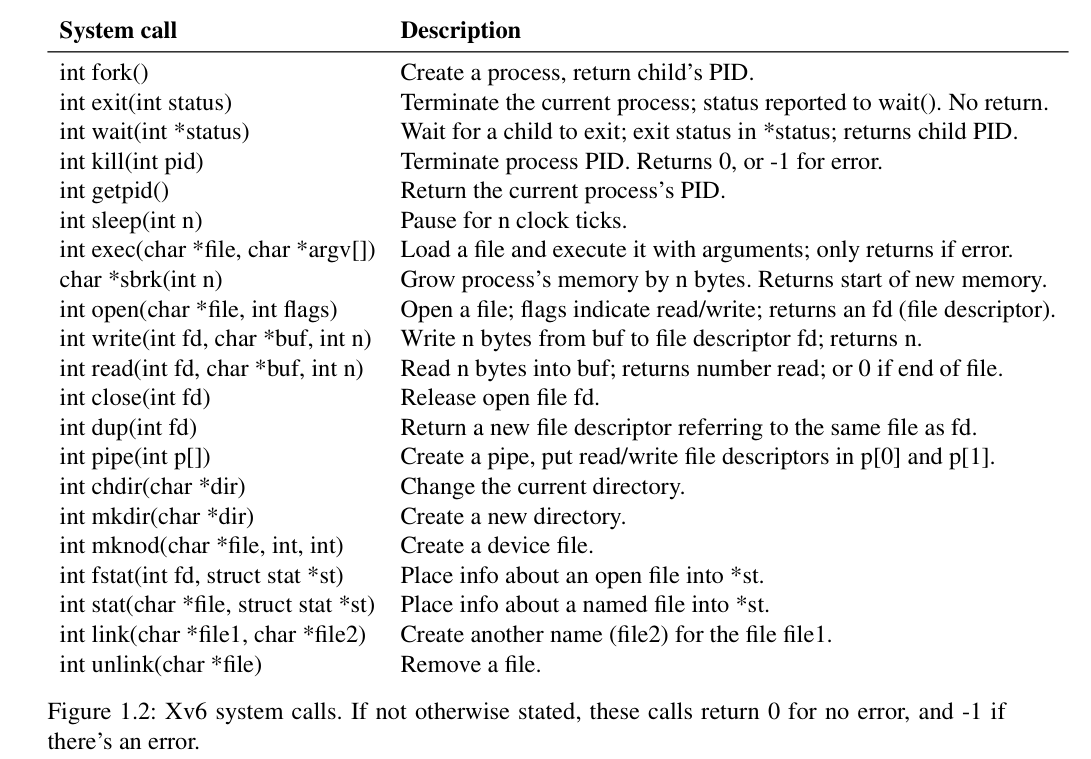 System call Description
int fork() Create a process, return child's PID.
int exit(int status) Terminate the current process; status reported to wait(). No return.
int wait(int *status) Wait for a child to exit; exit status in *status; returns child PID.
int kill(int pid) Terminate process PID. Returns 0, or -1 for error.
int getpid() Return the current process's PID.
int sleep(int n) Pause for n clock ticks.
int exec(char *file, char *argv[]) Load a file and execute it with arguments; only returns if error.
char *sbrk(int n) Grow process's memory by n bytes. Returns start of new memory.
int open(char *file, int flags) Open a file; flags indicate read/write; returns an fd (file descriptor).
int write(int fd, char *buf, int n) Write n bytes from buf to file descriptor fd; returns n.
int read(int fd, char *buf, int n) Read n bytes into buf; returns number read; or 0 if end of file.
int close(int fd) Release open file fd.
int dup(int fd) Return a new file descriptor referring to the same file as fd.
int pipe(int p[]) Create a pipe, put read/write file descriptors in p[0] and p[1].
int chdir(char *dir) Change the current directory.
int mkdir(char *dir) Create a new directory.
int mknod(char *file, int, int) Create a device file.
int fstat(int fd, struct stat *st) Place info about an open file into *st.
int stat(char *file, struct stat *st) Place info about a named file into *st.
int link(char *file1, char *file2) Create another name (file2) for the file file1.
int unlink(char *file) Remove a file.
Figure 1.2: Xv6 system calls. If not otherwise stated, these calls return 0 for no error, and -1 if
there's an error.